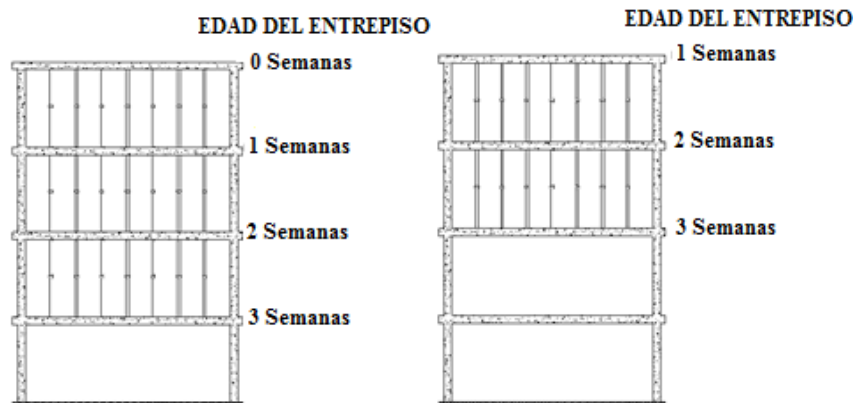 EDAD DEL ENTREPISO
0 Semanas
1 Semanas
2 Semanas
3 Semanas
EDAD DEL ENTREPISO
1 Semanas
2 Semanas
3 Semanas